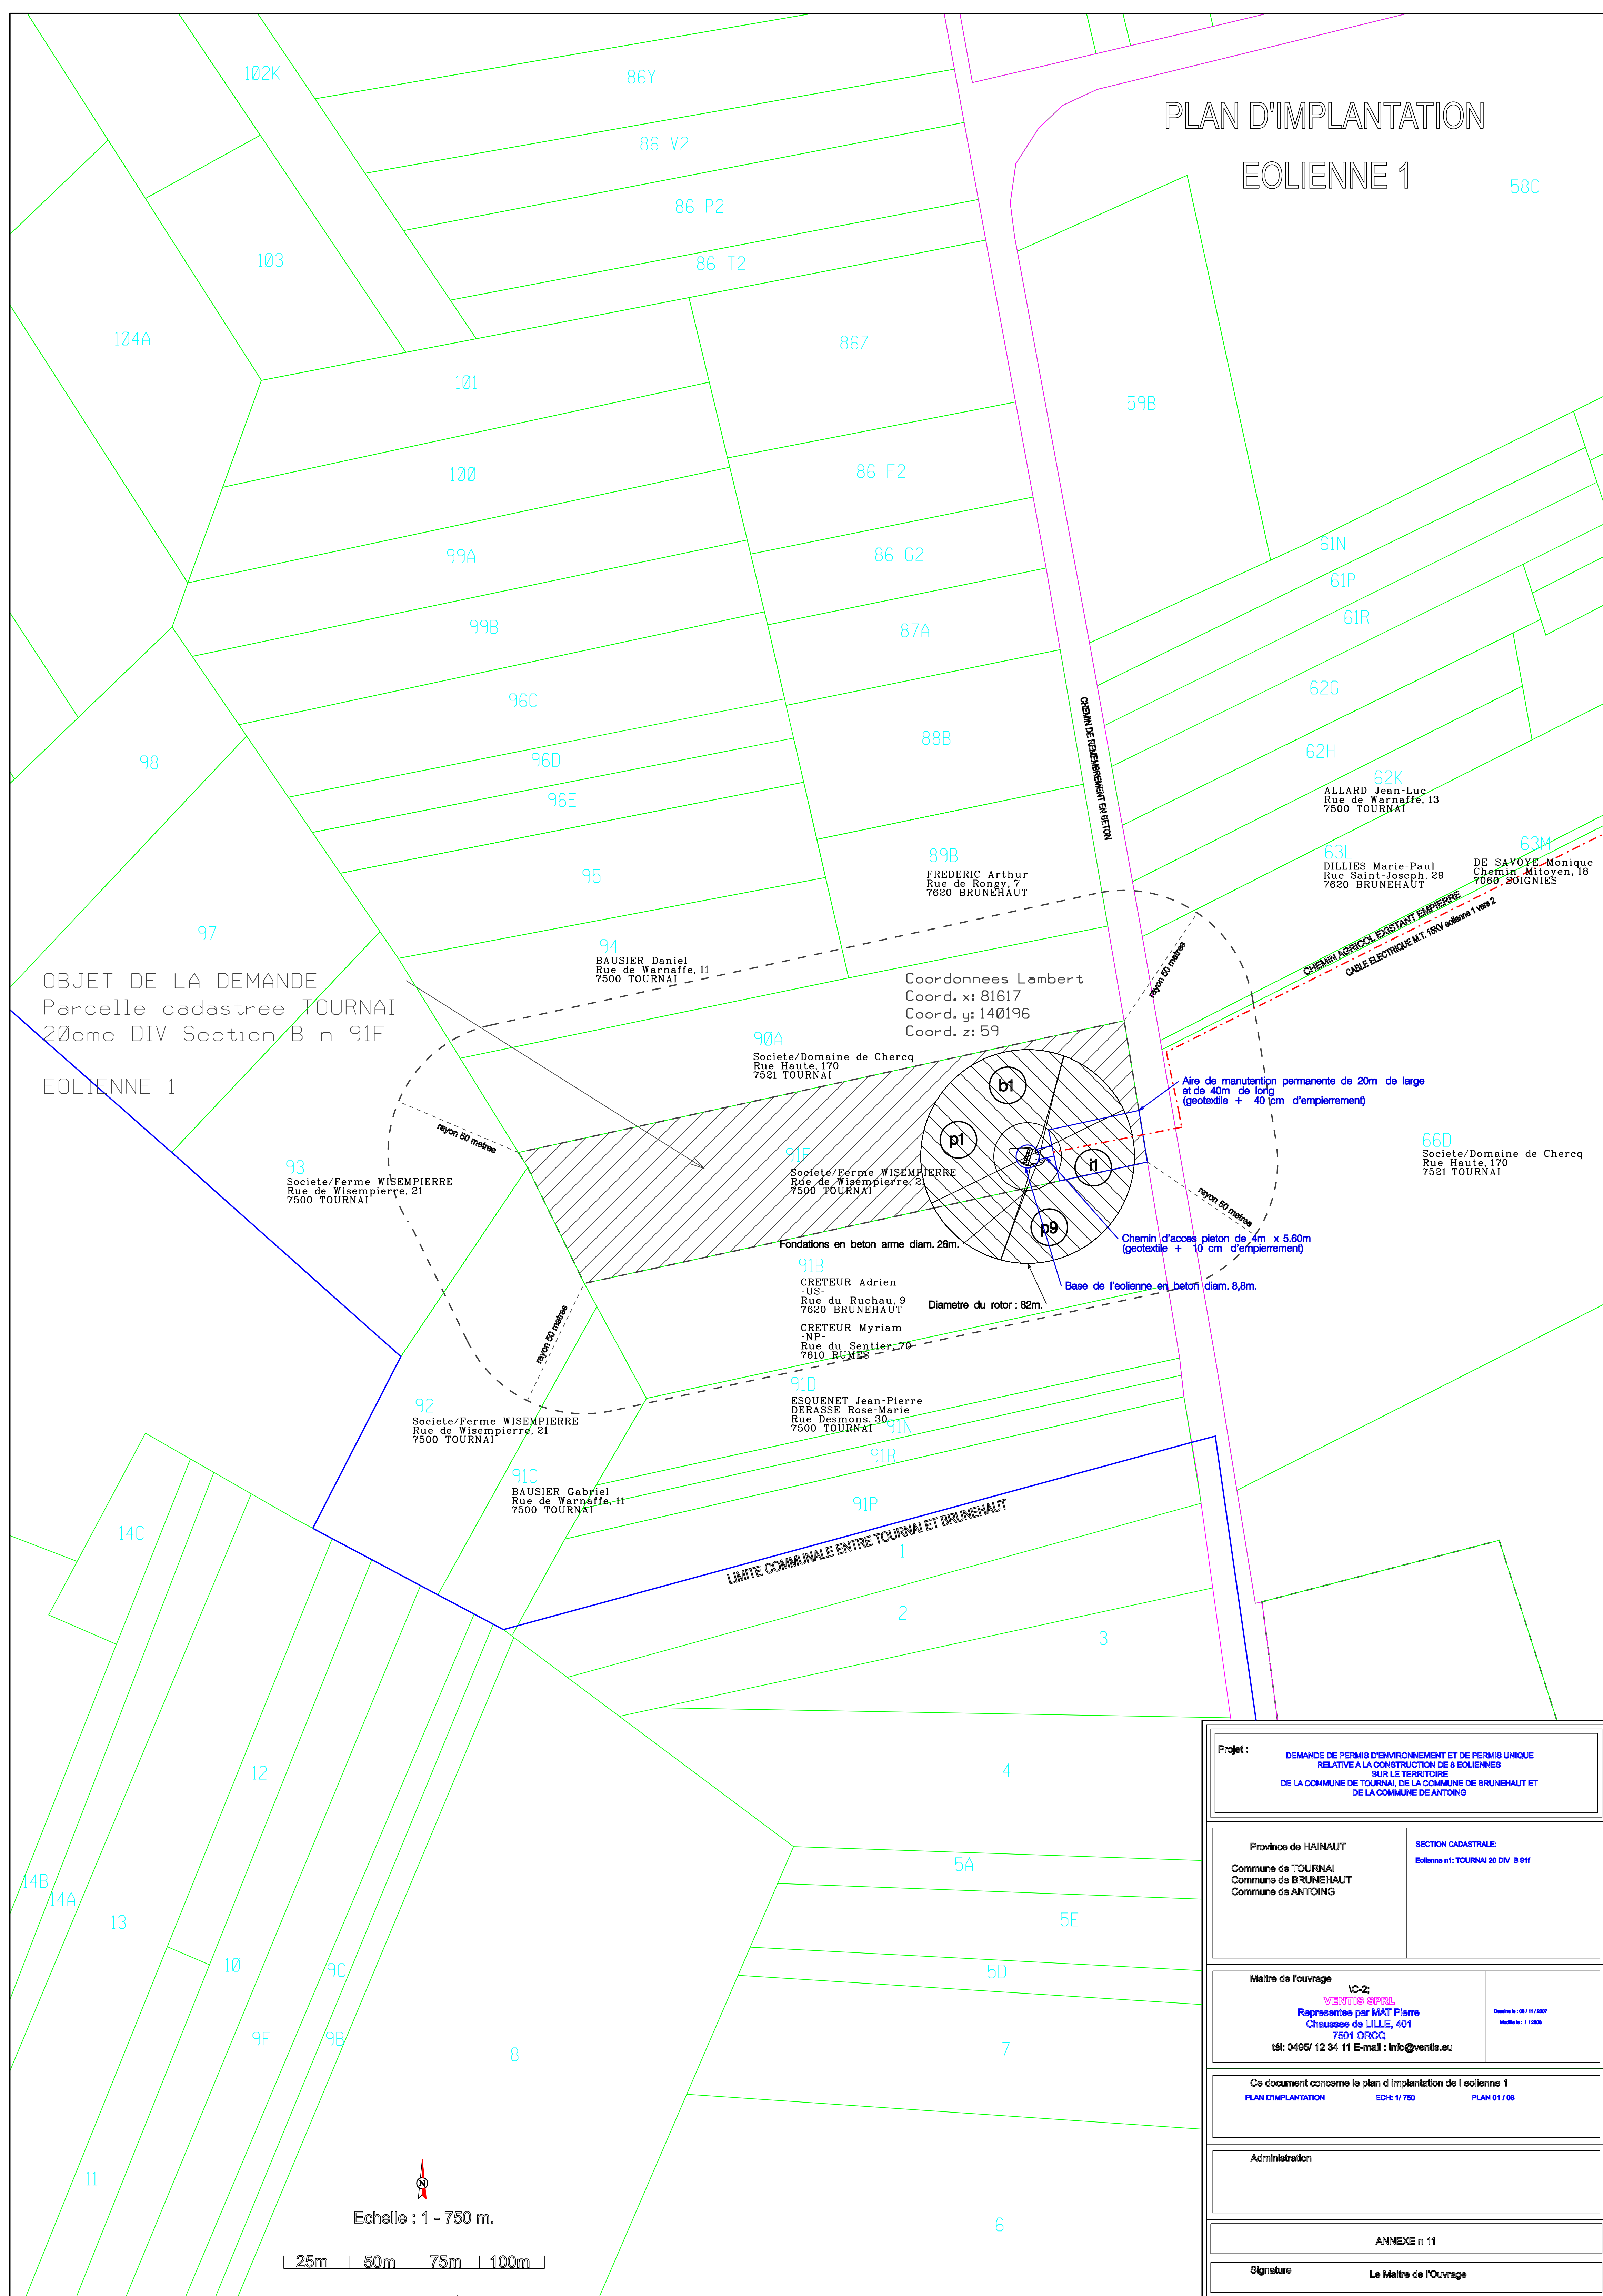 PLAN D'IMPLANTATION
EOLIENNE 1
102K
86Y
86 V2
86 P2
86 T2
103
104A
58C
101
86Z
59B
100
86 F2
99A
86 G2
61N
61P
61R
99B
87A
96C
62G
98
96D
88B
62H
96E
62K
ALLARD Jean-Luc
Rue de Warnaffe, 13
7500 TOURNAI
CHEMIN DE REMEMBREMENT EN BETON
95
89B
FREDERIC Arthur
Rue de Rongy, 7
7620 BRUNEHAUT
63L
DILLIES Marie-Paul
Rue Saint-Joseph, 29
7620 BRUNEHAUT
63M
DE SAVOYE Monique
Chemin Mitoyen, 18
7060 SOIGNIES
CHEMIN AGRICOL EXISTANT EMPIERRE
CABLE ELECTRIQUE M.T. 15KV eolienne 1 vers 2
97
94
BAUSIER Daniel
Rue de Warnaffe, 11
7500 TOURNAI
OBJET DE LA DEMANDE
Parcelle cadastree TOURNAI
20eme DIV Section B n 91F
EOLIENNE 1
Coordonnees Lambert
Coord. x: 81617
Coord. y: 140196
Coord. z: 59
rayon 50 metres
90A
Societe/Domaine de Chercq
Rue Haute, 170
7521 TOURNAI
b1
p1
i1
p9
Aire de manutention permanente de 20m de large
et de 40m de long
(geotextile + 40 cm d'empierrement)
rayon 50 metres
66D
Societe/Domaine de Chercq
Rue Haute, 170
7521 TOURNAI
93
Societe/Ferme WISEMPIERRE
Rue de Wisempierre, 21
7500 TOURNAI
91F
Societe/Ferme WISEMPIERRE
Rue de Wisempierre, 21
7500 TOURNAI
rayon 50 metres
Fondations en beton arme diam. 26m.
Chemin d'acces pieton de 4m x 5.60m
(geotextile + 10 cm d'empierrement)
91B
CRETEUR Adrien
-US-
Rue du Ruchau, 9
7620 BRUNEHAUT
CRETEUR Myriam
-NP-
Rue du Sentier, 70
7610 RUMES
Base de l'eolienne en beton diam. 8,8m.
Diametre du rotor : 82m.
rayon 50 metres
91D
ESQUENET Jean-Pierre
DERASSE Rose-Marie
Rue Desmons, 30
7500 TOURNAI
92
Societe/Ferme WISEMPIERRE
Rue de Wisempierre, 21
7500 TOURNAI
91N
91R
91C
BAUSIER Gabriel
Rue de Warnaffe, 11
7500 TOURNAI
91P
LIMITE COMMUNALE ENTRE TOURNAI ET BRUNEHAUT
14C
1
2
3
12
4
5A
14B
14A
13
5E
10
9C
5D
9F
9B
8
7
11
6
N
Echelle : 1 - 750 m.
25m 50m 75m 100m
Projet :
DEMANDE DE PERMIS D'ENVIRONNEMENT ET DE PERMIS UNIQUE
RELATIVE A LA CONSTRUCTION DE 8 EOLIENNES
SUR LE TERRITOIRE
DE LA COMMUNE DE TOURNAI, DE LA COMMUNE DE BRUNEHAUT ET
DE LA COMMUNE DE ANTOING
Province de HAINAUT
Commune de TOURNAI
Commune de BRUNEHAUT
Commune de ANTOING
SECTION CADASTRALE:
Eolienne n1: TOURNAI 20 DIV B 91f
Maitre de l'ouvrage
\C-2;
VENTIS SPRL
Representee par MAT Pierre
Chaussee de LILLE, 401
7501 ORCQ
tél: 0495/ 12 34 11 E-mail : info@ventis.eu
Dessine le : 08 / 11 / 2007
Modifie le : / / 2008
Ce document concerne le plan d implantation de l eolienne 1
PLAN D'IMPLANTATION ECH: 1/ 750 PLAN 01 / 08
Administration
ANNEXE n 11
Signature Le Maitre de l'Ouvrage